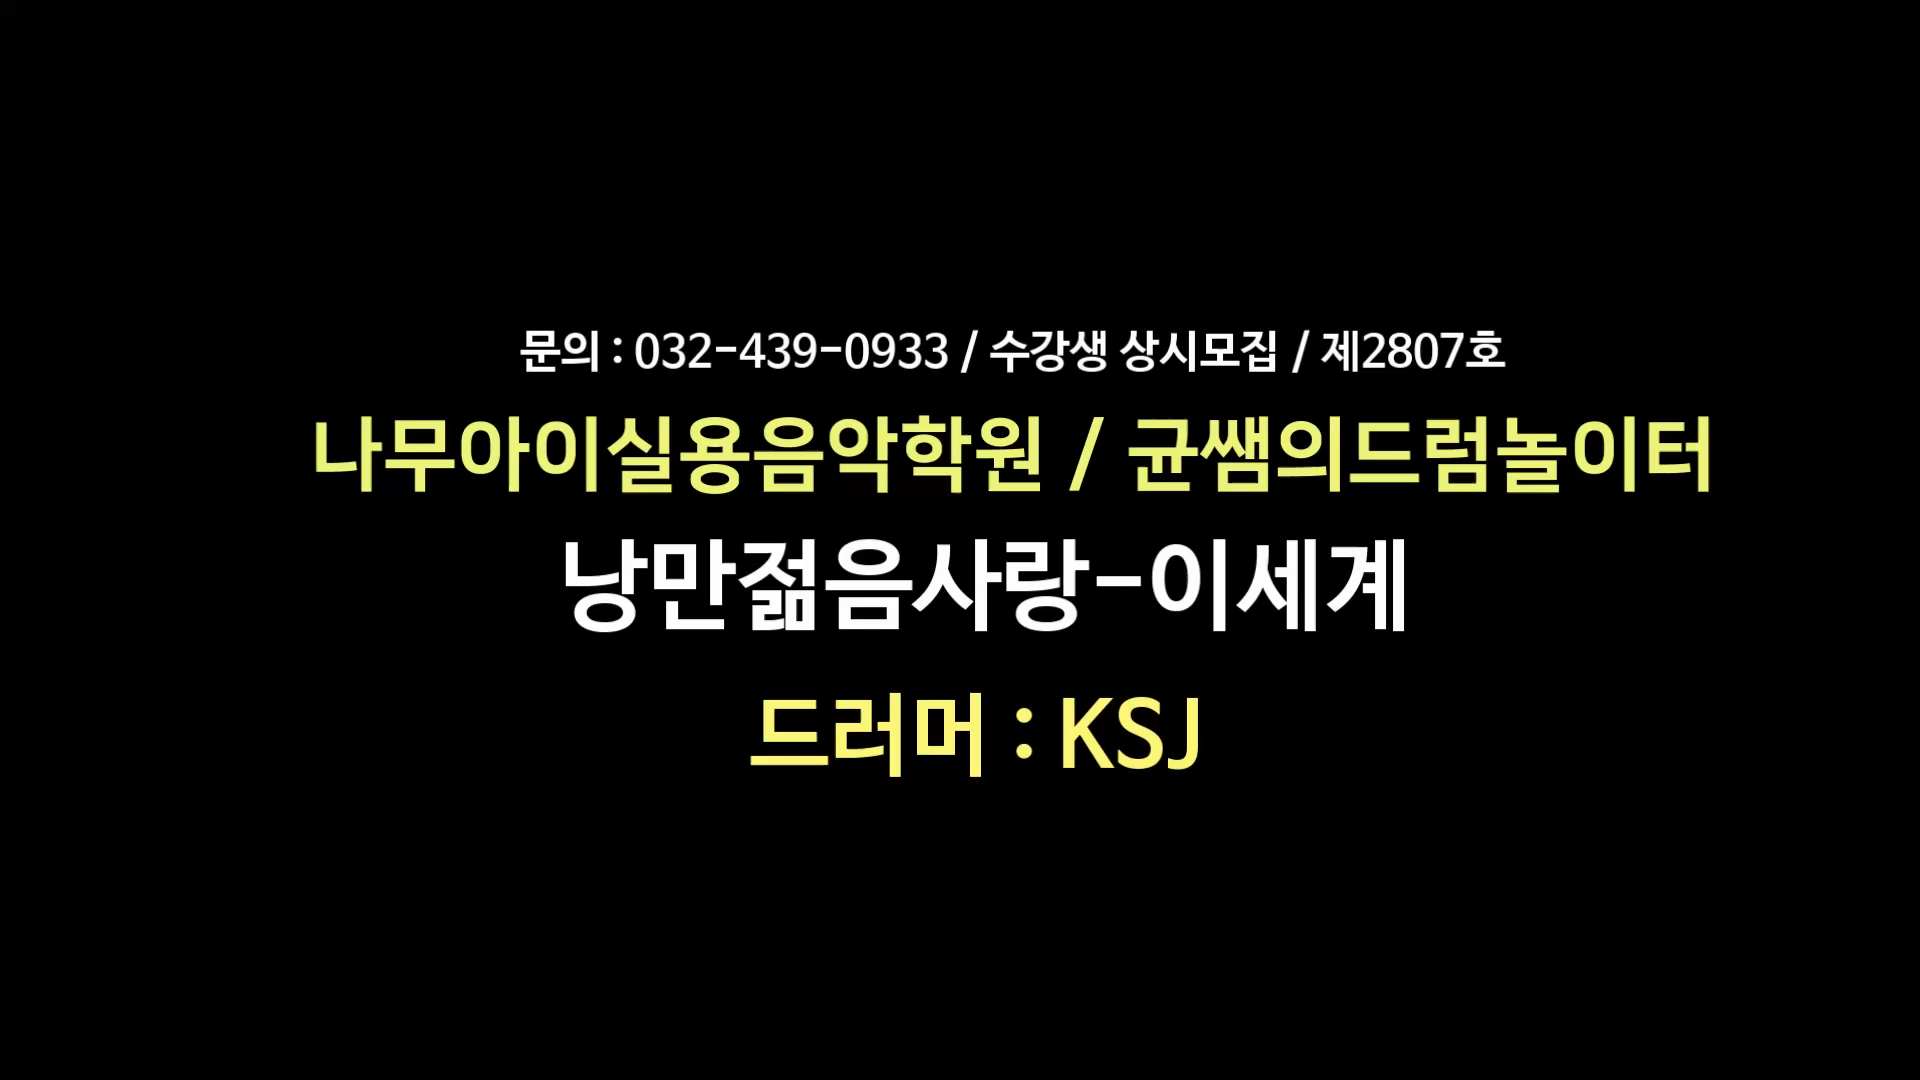 문의 : 032-439-0933 / 수강생 상시모집 / 제2807호
나무아이실용음악학원 / 균쌤의드럼놀이터
낭만젊음사랑-이세계
드러머 : KSJ